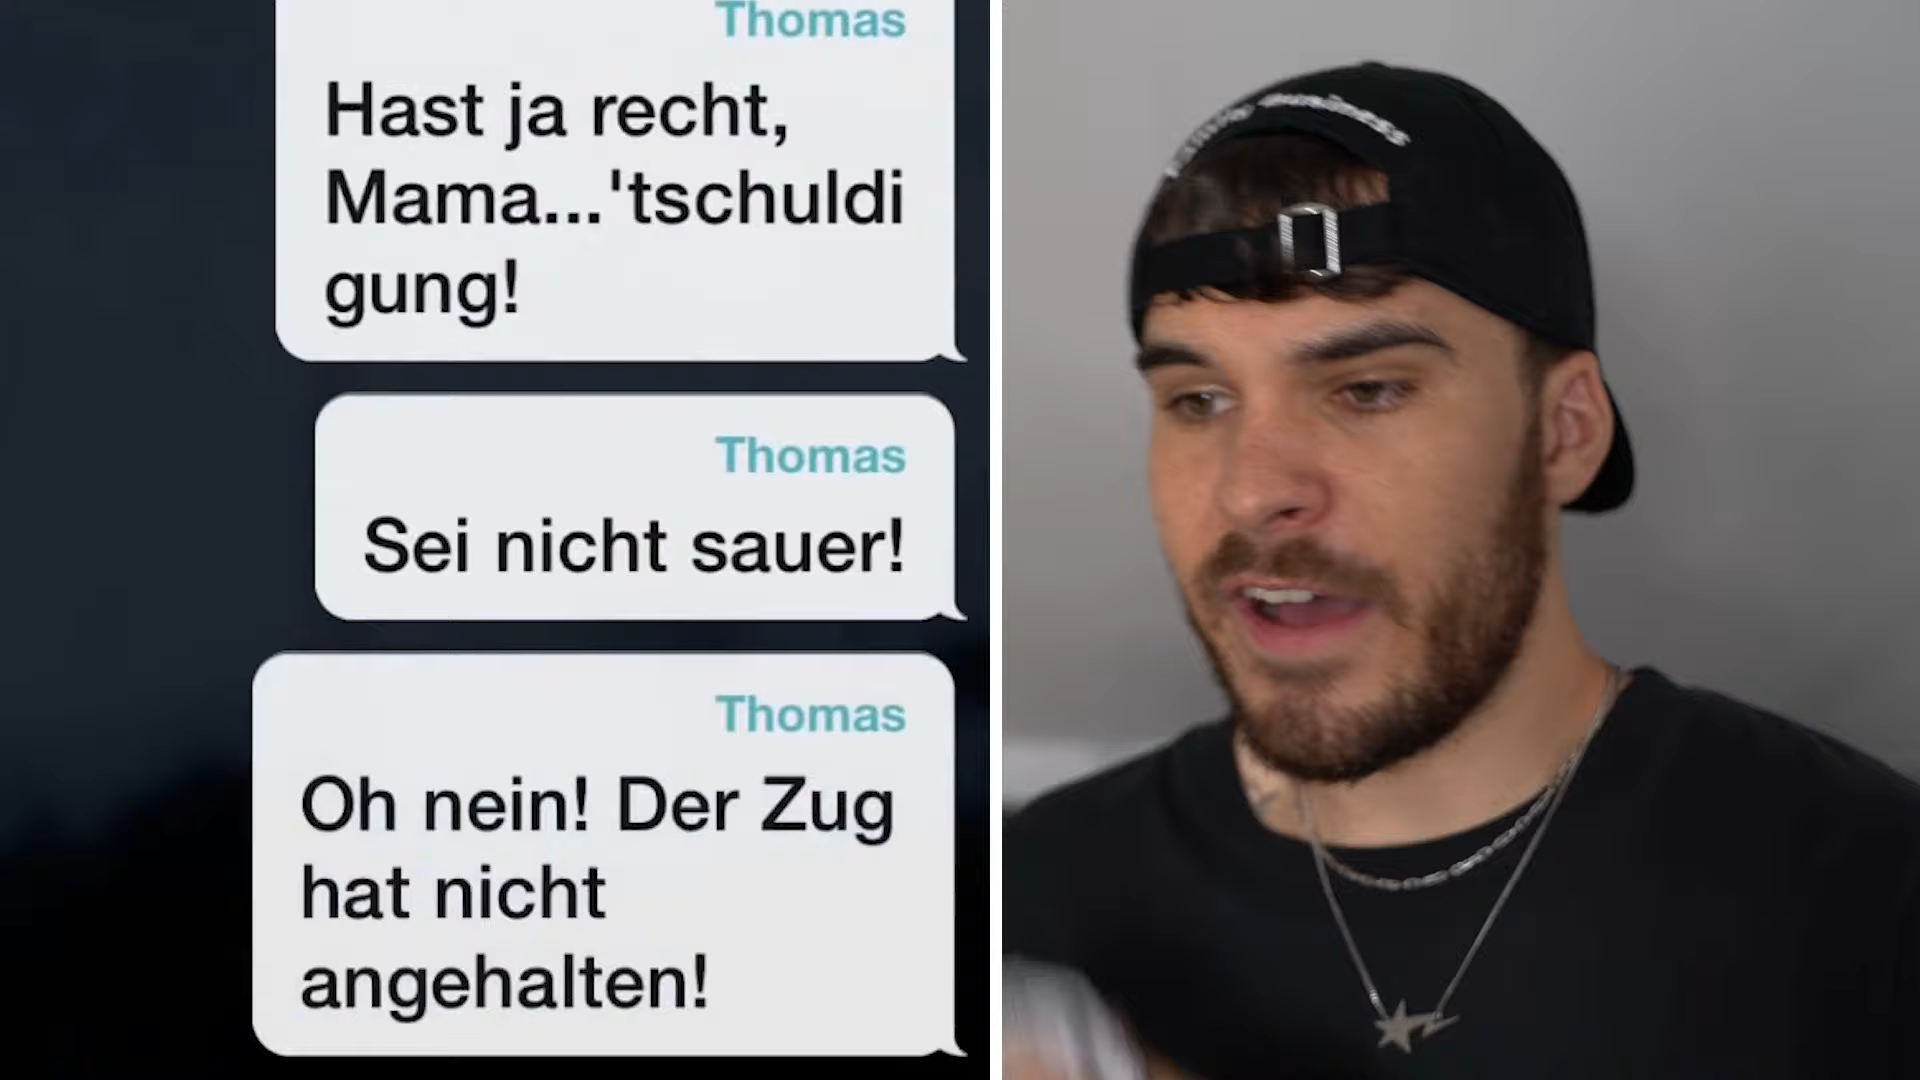 Thomas
Hast ja recht,
Mama...'tschuldi
gung!
Thomas
Sei nicht sauer!
Thomas
Oh nein! Der Zug
hat nicht
angehalten!